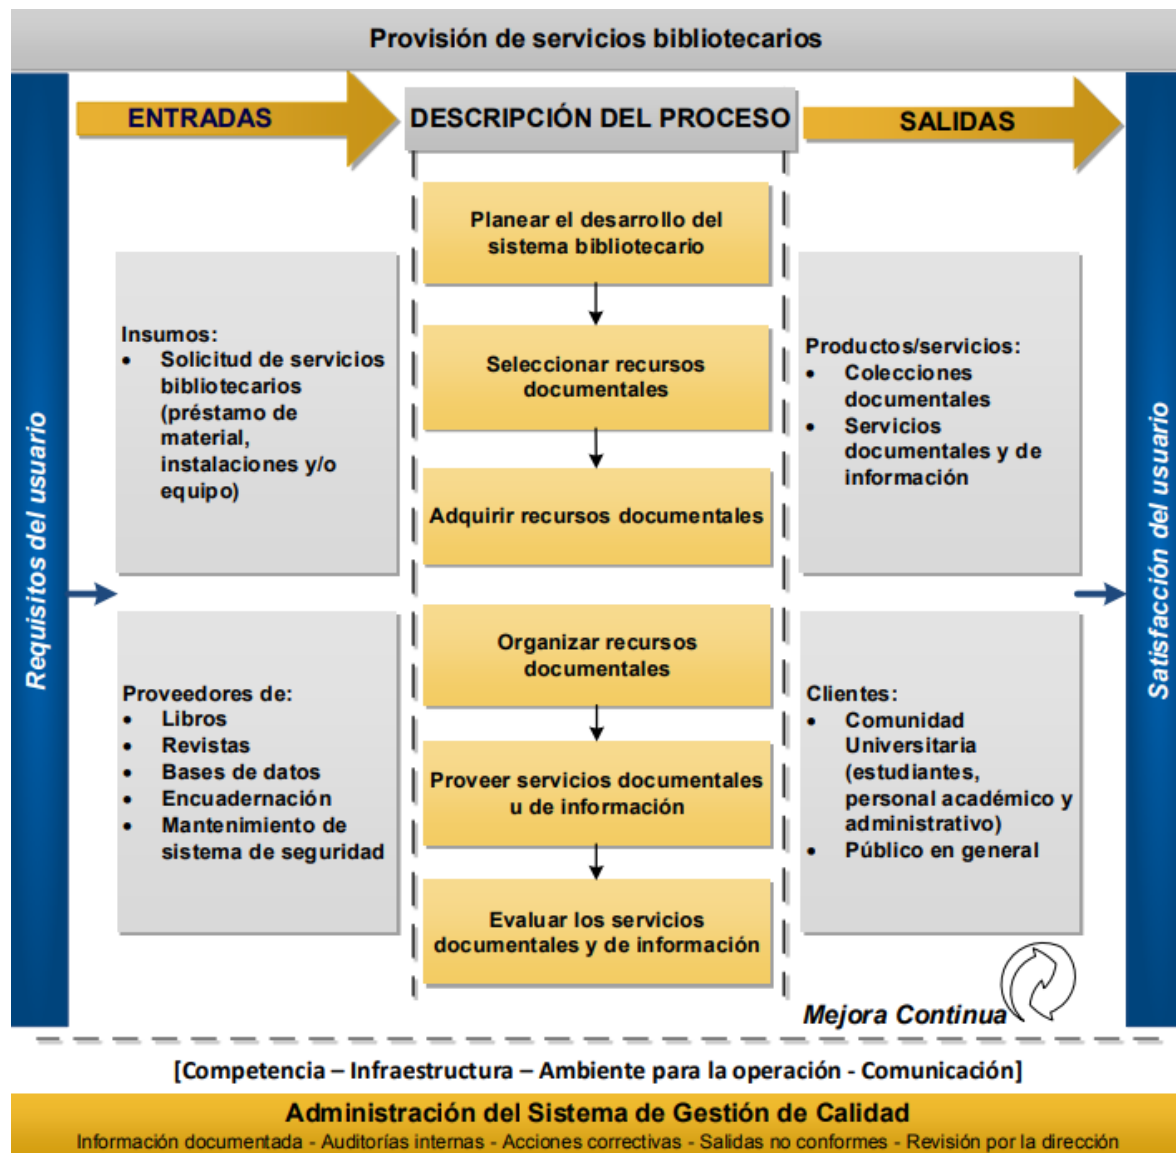 Provisión de servicios bibliotecarios
ENTRADAS
DESCRIPCIÓN DEL PROCESO
SALIDAS
Requisitos del usuario
Insumos:
• Solicitud de servicios
bibliotecarios
(préstamo de
material,
instalaciones y/o
equipo)
Proveedores de:
• Libros
• Revistas
• Bases de datos
• Encuadernación
• Mantenimiento de
sistema de seguridad
Planear el desarrollo del
sistema bibliotecario
Seleccionar recursos
documentales
Adquirir recursos documentales
Organizar recursos
documentales
Proveer servicios documentales
u de información
Evaluar los servicios
documentales y de información
Productos/servicios:
• Colecciones
documentales
• Servicios
documentales y de
información
Clientes:
• Comunidad
Universitaria
(estudiantes,
personal académico y
administrativo)
• Público en general
Satisfacción del usuario
Mejora Continua
[Competencia – Infraestructura – Ambiente para la operación - Comunicación]
Administración del Sistema de Gestión de Calidad
Información documentada - Auditorías internas - Acciones correctivas - Salidas no conformes - Revisión por la dirección